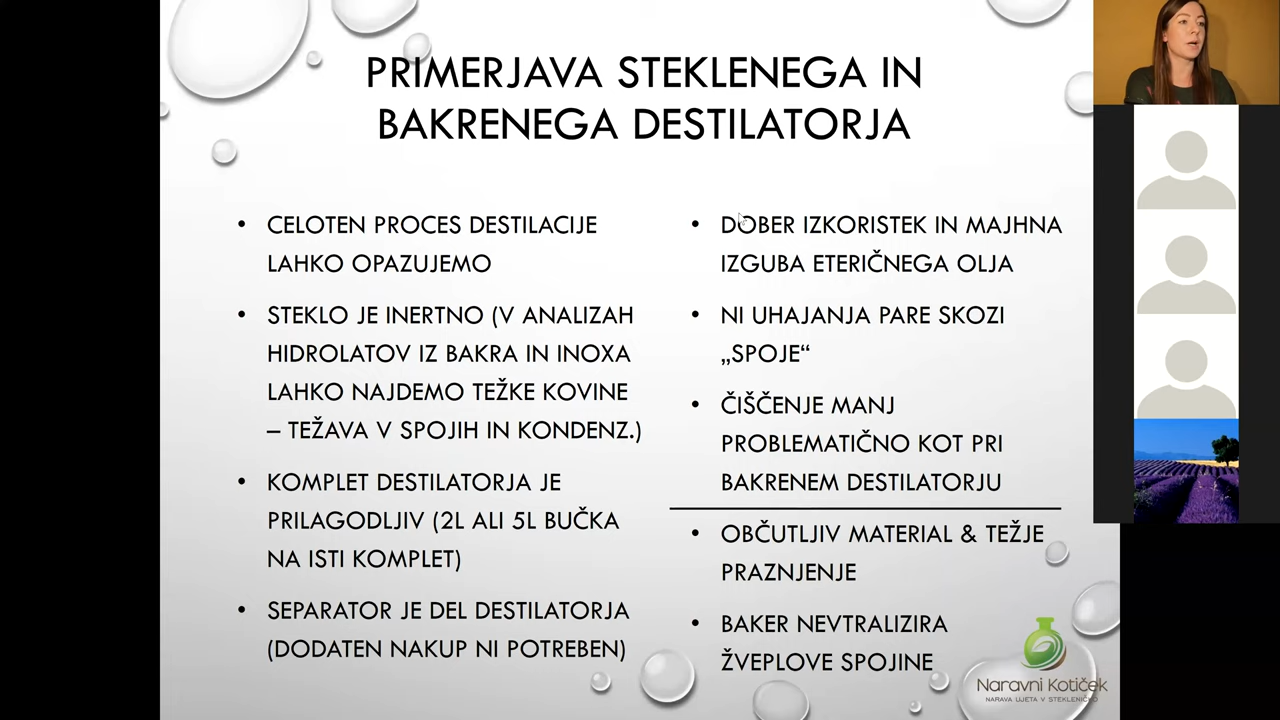 PRIMERJAVA STEKLENEGA IN
BAKRENEGA DESTILATORJA
• CELOTEN PROCES DESTILACIJE
LAHKO OPAZUJEMO
• STEKLO JE INERTNO (V ANALIZAH
HIDROLATOV IZ BAKRA IN INOXA
LAHKO NAJDEMO TEŽKE KOVINE
– TEŽAVA V SPOJIH IN KONDENZ.)
• KOMPLET DESTILATORJA JE
PRILAGODLJIV (2L ALI 5L BUČKA
NA ISTI KOMPLET)
• SEPARATOR JE DEL DESTILATORJA
(DODATEN NAKUP NI POTREBEN)
• DOBER IZKORISTEK IN MAJHNA
IZGUBA ETERIČNEGA OLJA
• NI UHAJANJA PARE SKOZI
„SPOJE“
• ČIŠČENJE MANJ
PROBLEMATIČNO KOT PRI
BAKRENEM DESTILATORJU
• OBČUTLJIV MATERIAL & TEŽJE
PRAZNJENJE
• BAKER NEVTRALIZIRA
ŽVEPLOVE SPOJINE
Naravni Kotiček
NARAVA UJETA V STEKLENIČKO